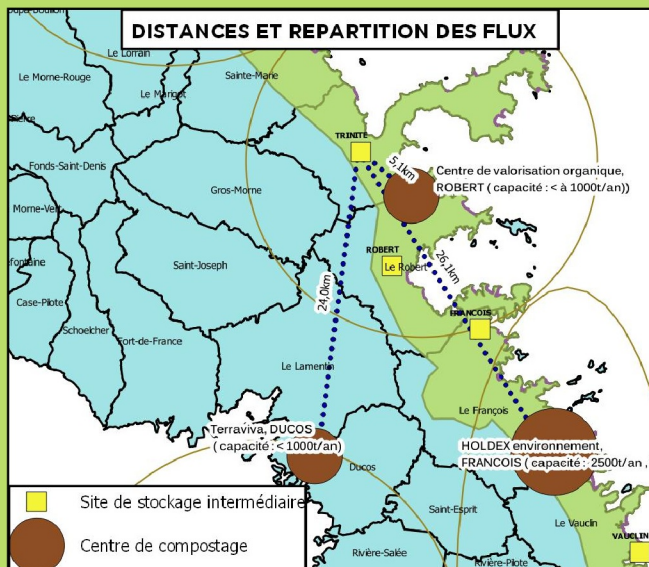 DISTANCES ET REPARTITION DES FLUX
Le Lorrain
Le Morne-Rouge
Le Marigot
Sainte-Marie
TRINITE
5,1km
Centre de valorisation organique,
ROBERT ( capacité : < à 1000t/an))
Fonds-Saint-Denis
Gros-Morne
Morne-Vert
ROBERT
Le Robert
26,1km
Saint-Joseph
24,0km
Case-Pilote
Schoelcher
Fort-de-France
FRANCOIS
Le Lamentin
Le François
Terraviva, DUCOS
( capacité : < 1000t/an)
HOLDEX environnement,
FRANCOIS ( capacité : 2500t/an ,
Ducos
Saint-Esprit
Le Vauclin
VAUCLIN
Rivière-Salée
Rivière-Pilote
Site de stockage intermédiaire
Centre de compostage